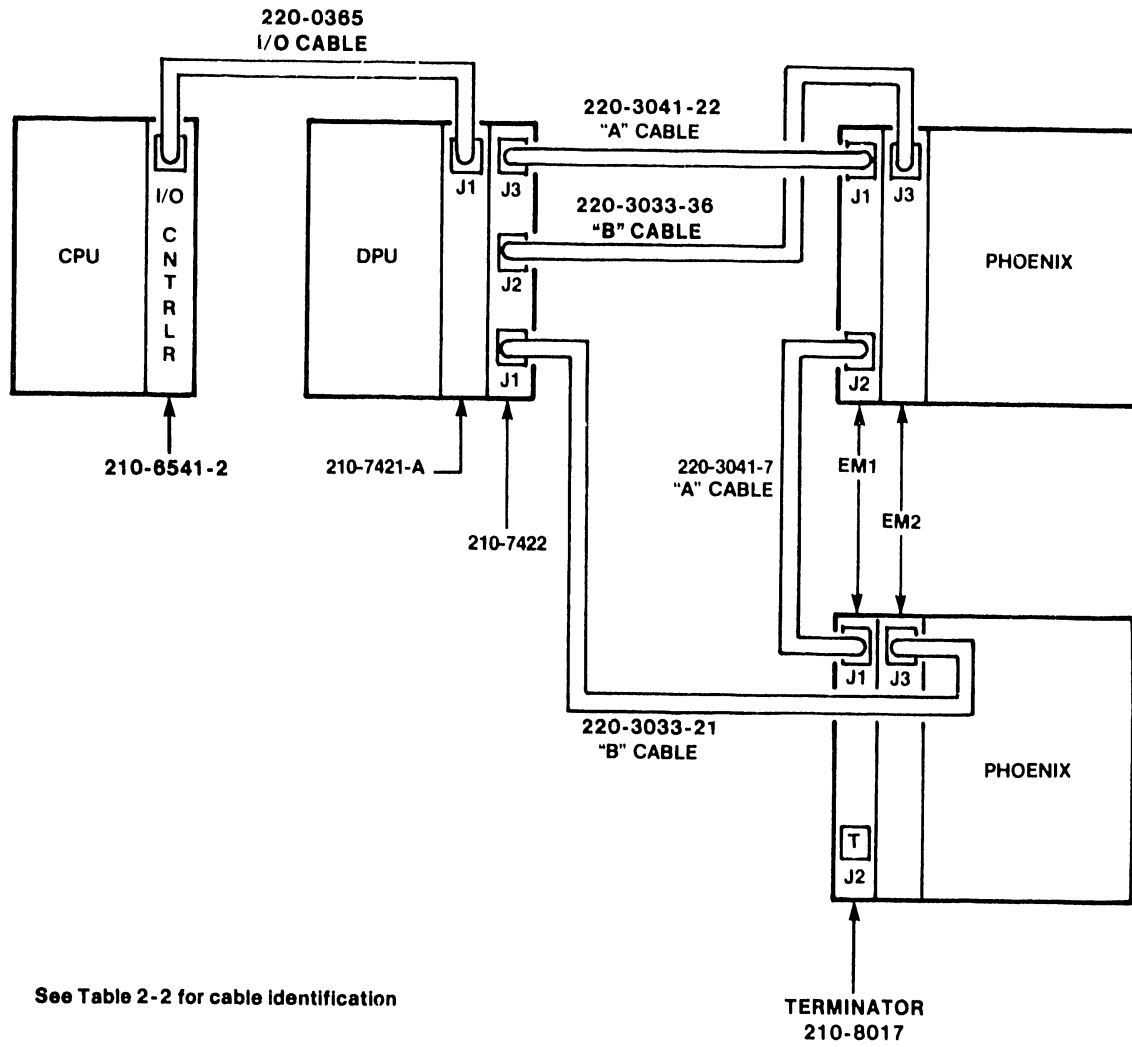 220-0365
I/O CABLE
220-3041-22
"A" CABLE
J1
J3
J1
J3
I/O
CNTRLR
220-3033-36
"B" CABLE
CPU
DPU
J2
PHOENIX
J1
J2
210-6541-2
210-7421-A
220-3041-7
"A" CABLE
EM1
EM2
210-7422
J1
J3
220-3033-21
"B" CABLE
PHOENIX
T
J2
See Table 2-2 for cable identification
TERMINATOR
210-8017